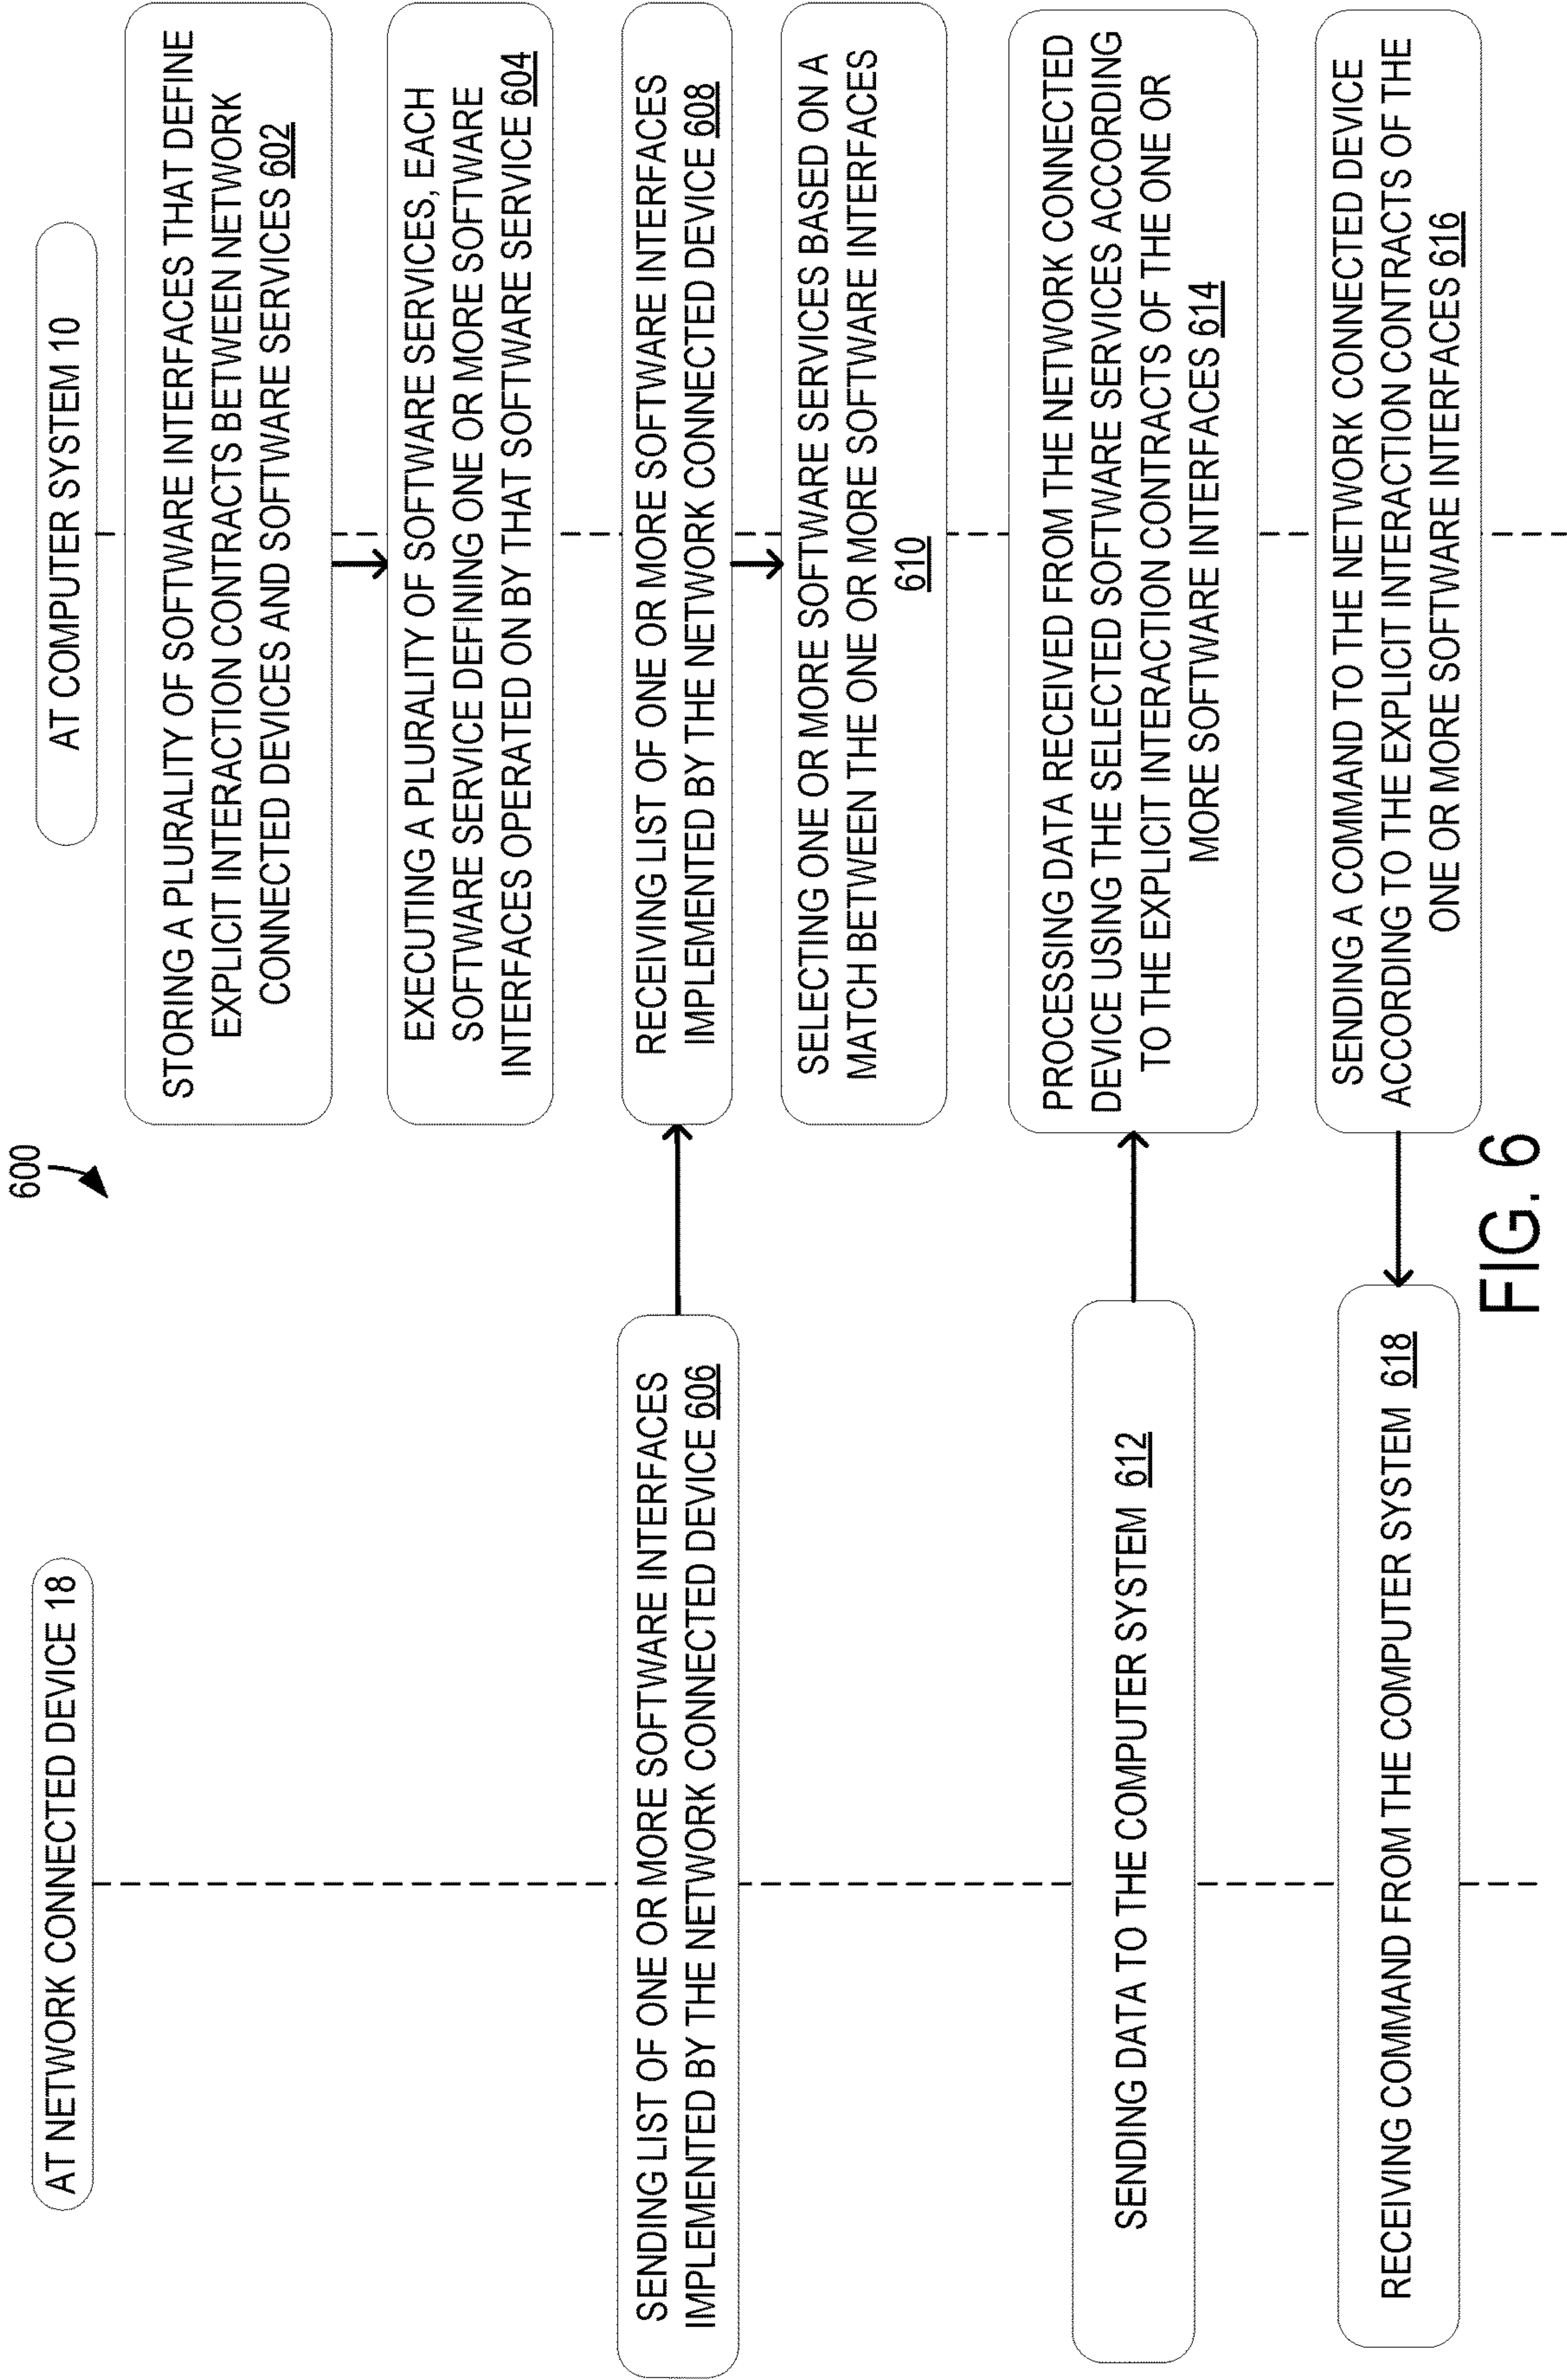 600
AT NETWORK CONNECTED DEVICE 18
AT COMPUTER SYSTEM 10
STORING A PLURALITY OF SOFTWARE INTERFACES THAT DEFINE
EXPLICIT INTERACTION CONTRACTS BETWEEN NETWORK
CONNECTED DEVICES AND SOFTWARE SERVICES 602
EXECUTING A PLURALITY OF SOFTWARE SERVICES, EACH
SOFTWARE SERVICE DEFINING ONE OR MORE SOFTWARE
INTERFACES OPERATED ON BY THAT SOFTWARE SERVICE 604
SENDING LIST OF ONE OR MORE SOFTWARE INTERFACES
IMPLEMENTED BY THE NETWORK CONNECTED DEVICE 606
RECEIVING LIST OF ONE OR MORE SOFTWARE INTERFACES
IMPLEMENTED BY THE NETWORK CONNECTED DEVICE 608
SELECTING ONE OR MORE SOFTWARE SERVICES BASED ON A
MATCH BETWEEN THE ONE OR MORE SOFTWARE INTERFACES
610
SENDING DATA TO THE COMPUTER SYSTEM 612
PROCESSING DATA RECEIVED FROM THE NETWORK CONNECTED
DEVICE USING THE SELECTED SOFTWARE SERVICES ACCORDING
TO THE EXPLICIT INTERACTION CONTRACTS OF THE ONE OR
MORE SOFTWARE INTERFACES 614
SENDING A COMMAND TO THE NETWORK CONNECTED DEVICE
ACCORDING TO THE EXPLICIT INTERACTION CONTRACTS OF THE
ONE OR MORE SOFTWARE INTERFACES 616
RECEIVING COMMAND FROM THE COMPUTER SYSTEM 618
FIG. 6